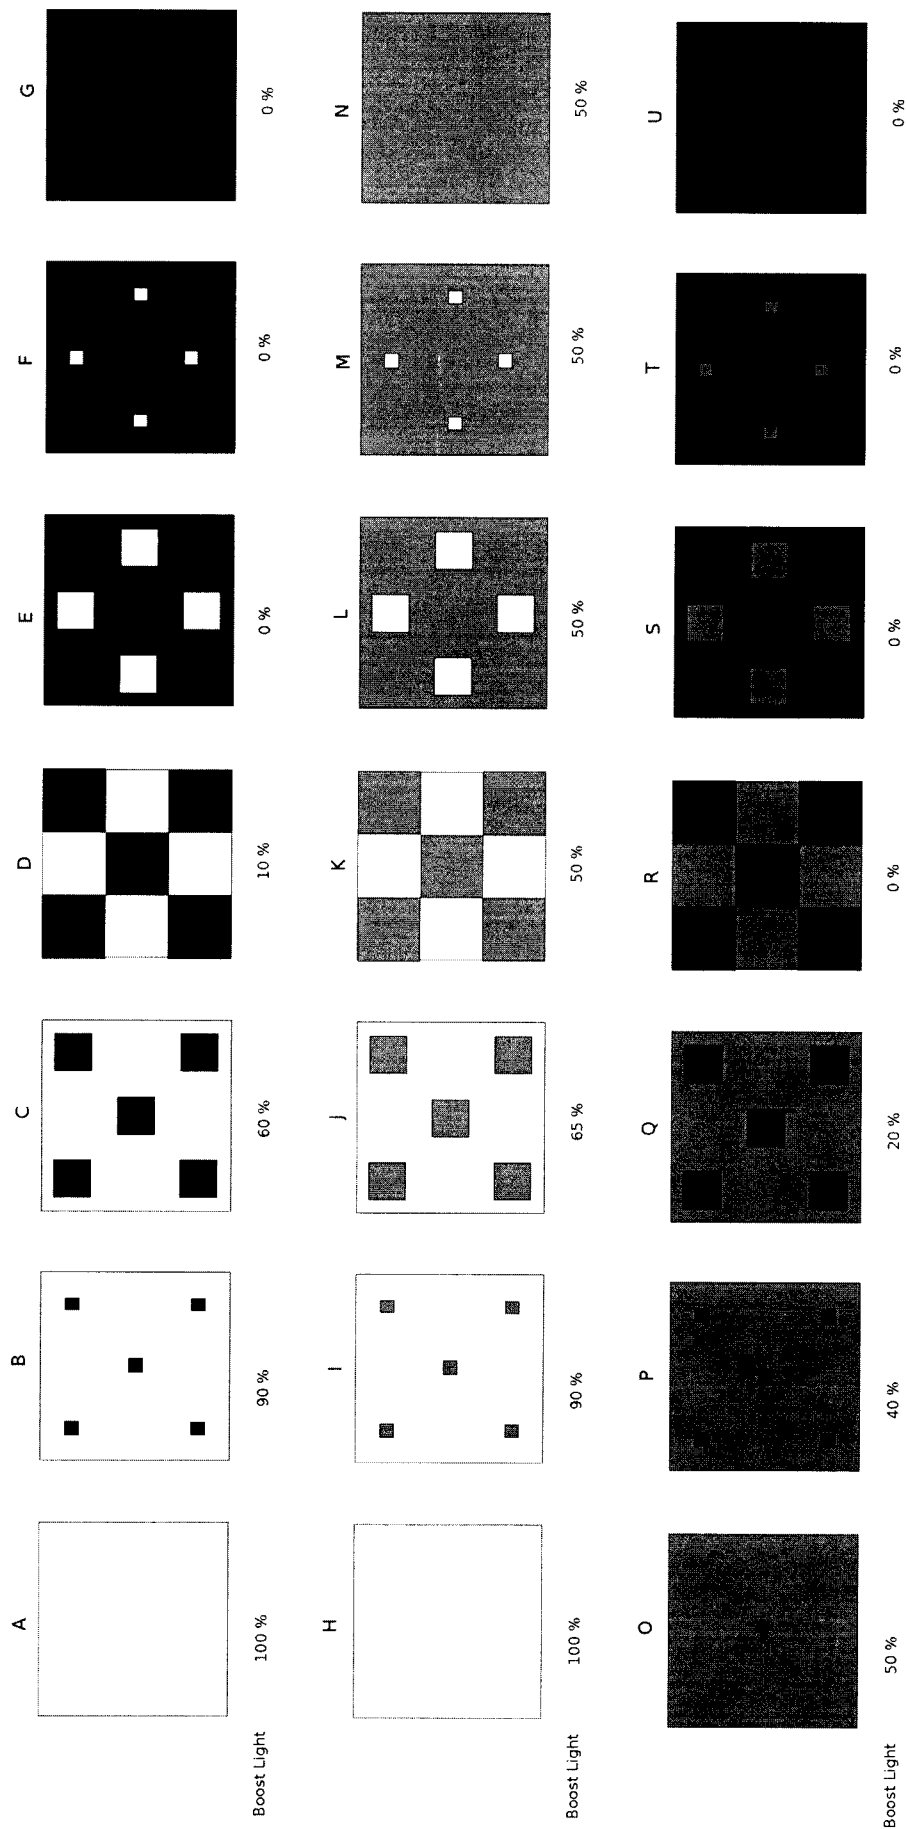 A B C D E F G
Boost Light 100 % 90 % 60 % 10 % 0 % 0 % 0 %
H I J K L M N
Boost Light 100 % 90 % 65 % 50 % 50 % 50 % 50 %
O P Q R S T U
Boost Light 50 % 40 % 20 % 0 % 0 % 0 % 0 %